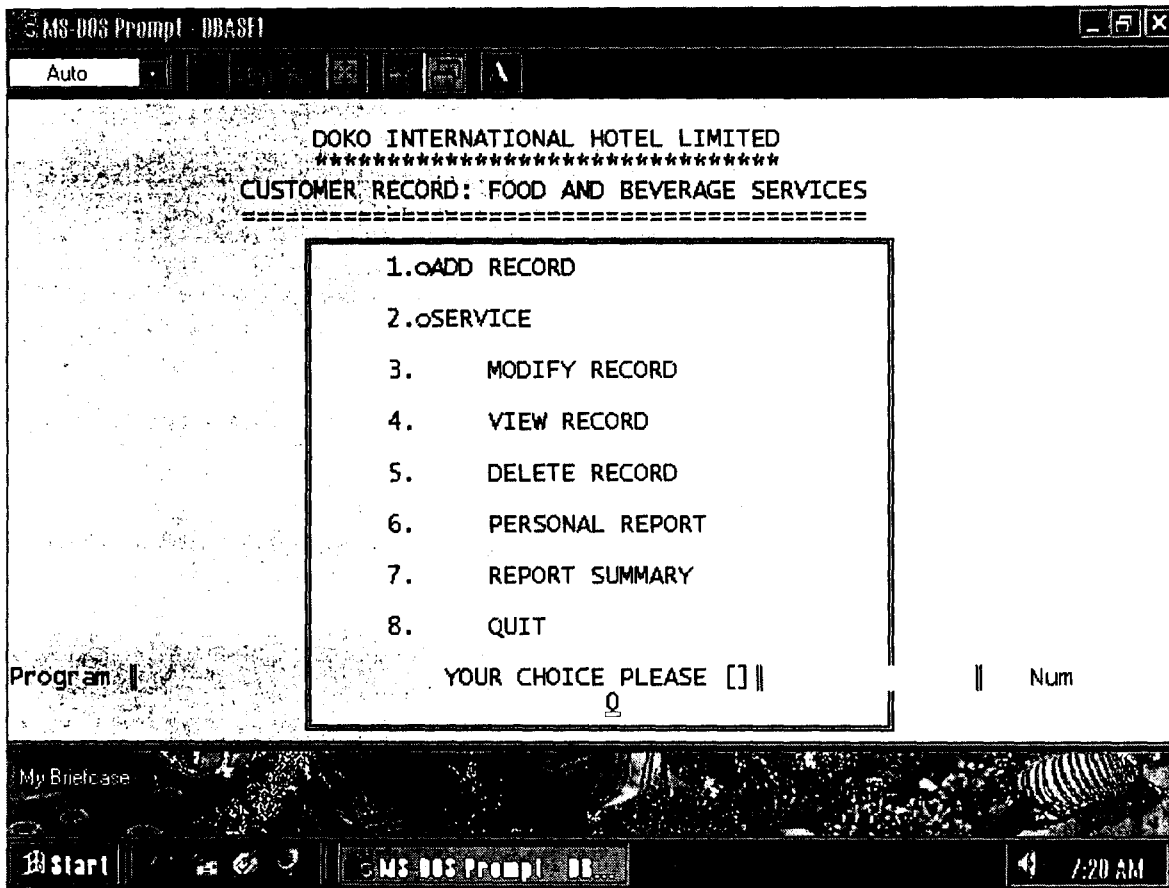 MS-DOS Prompt - DBASE1
Auto
DOKO INTERNATIONAL HOTEL LIMITED
********************************
CUSTOMER RECORD: FOOD AND BEVERAGE SERVICES
===========================================
1.oADD RECORD
2.oSERVICE
3. MODIFY RECORD
4. VIEW RECORD
5. DELETE RECORD
6. PERSONAL REPORT
7. REPORT SUMMARY
8. QUIT
YOUR CHOICE PLEASE []
Program Num
0
My Briefcase
Start MS-DOS Prompt - DB... 7:20 AM